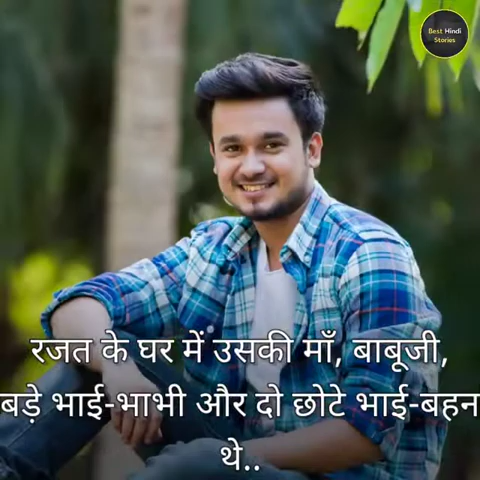 Best Hindi
Stories
रजत के घर में उसकी माँ, बाबूजी,
बड़े भाई-भाभी और दो छोटे भाई-बहन
थे..